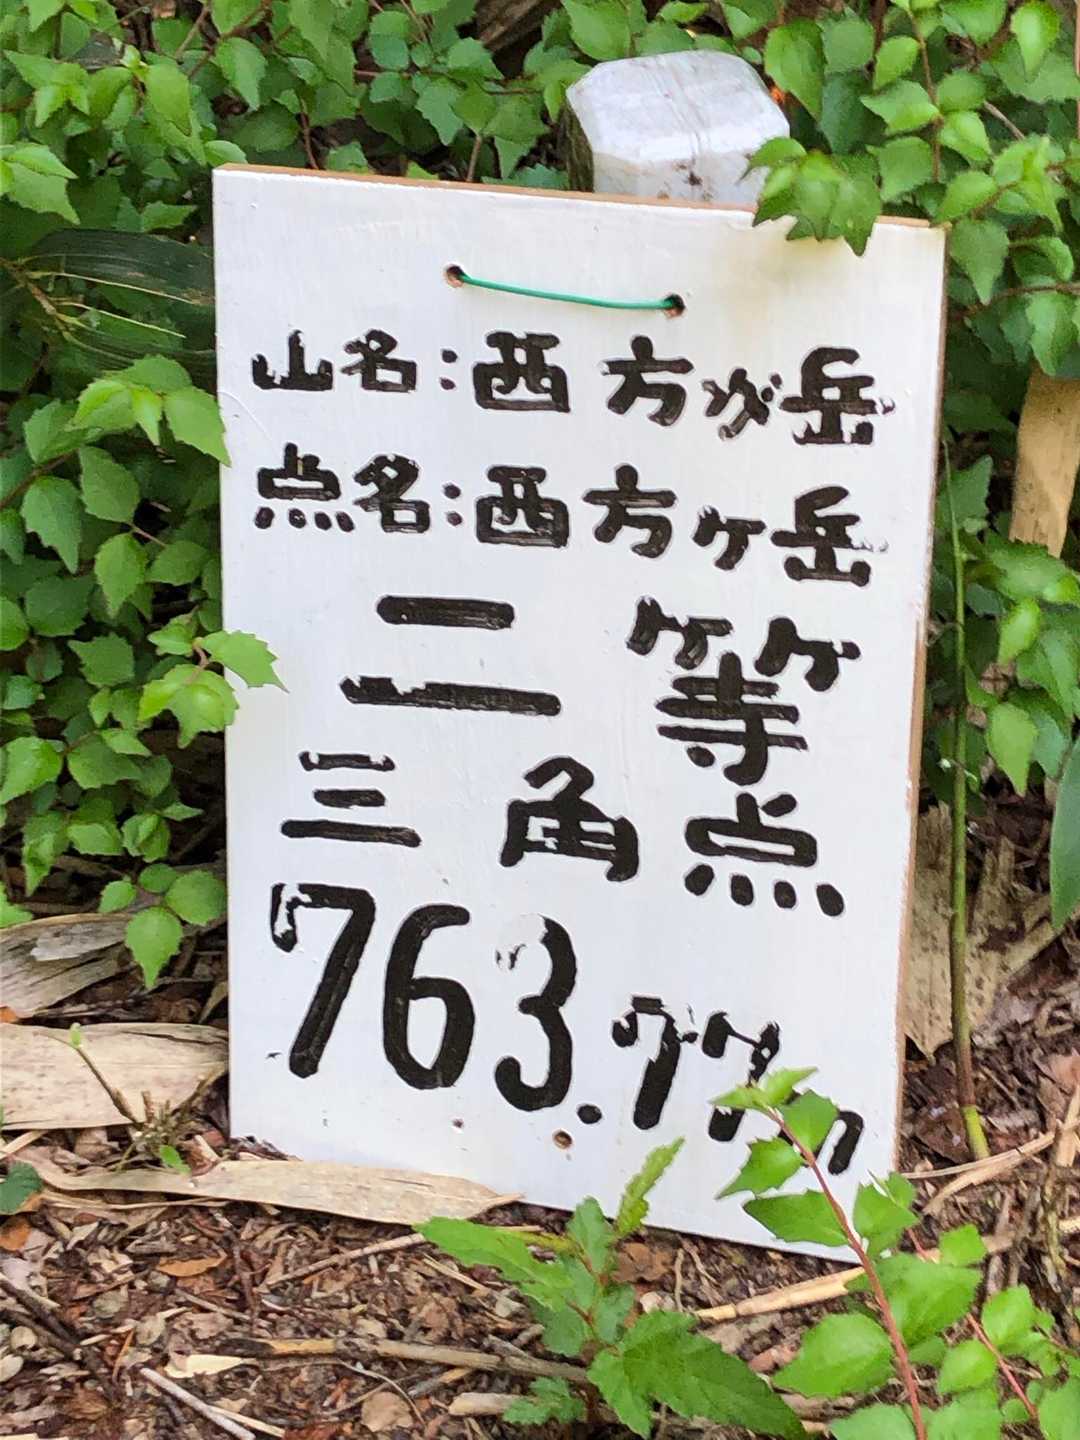 山名:西方が岳
点名:西方ヶ岳
二等
三角点
763.77m